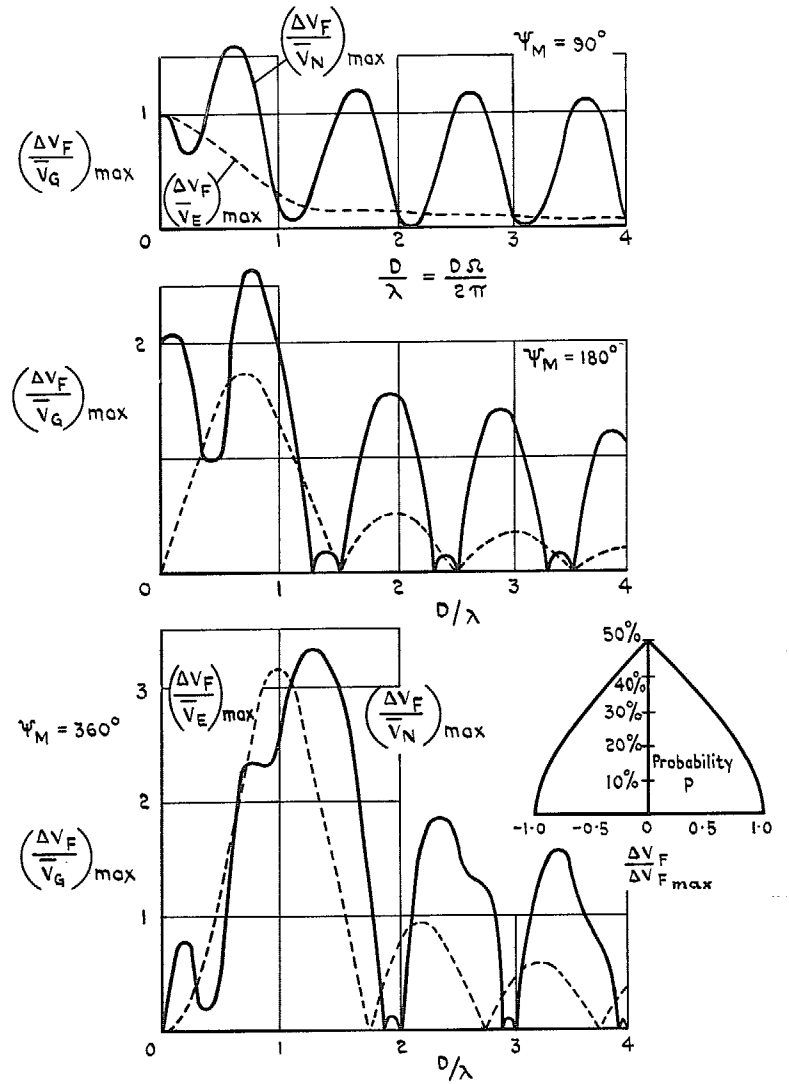 (ΔV_F / V̅_N) max
Ψ_M = 90°
1
(ΔV_F / V̅_G) max
(ΔV_F / V̅_E) max
0 1 2 3 4
D/λ = DΩ/2π
2
Ψ_M = 180°
(ΔV_F / V̅_G) max
0 1 2 3 4
D/λ
3
(ΔV_F / V̅_E) max
(ΔV_F / V̅_N) max
Ψ_M = 360°
2
(ΔV_F / V̅_G) max
1
0 1 2 3 4
D/λ
50%
40%
30%
20%
Probability
P
10%
-1.0 -0.5 0 0.5 1.0
ΔV_F / ΔV_F max